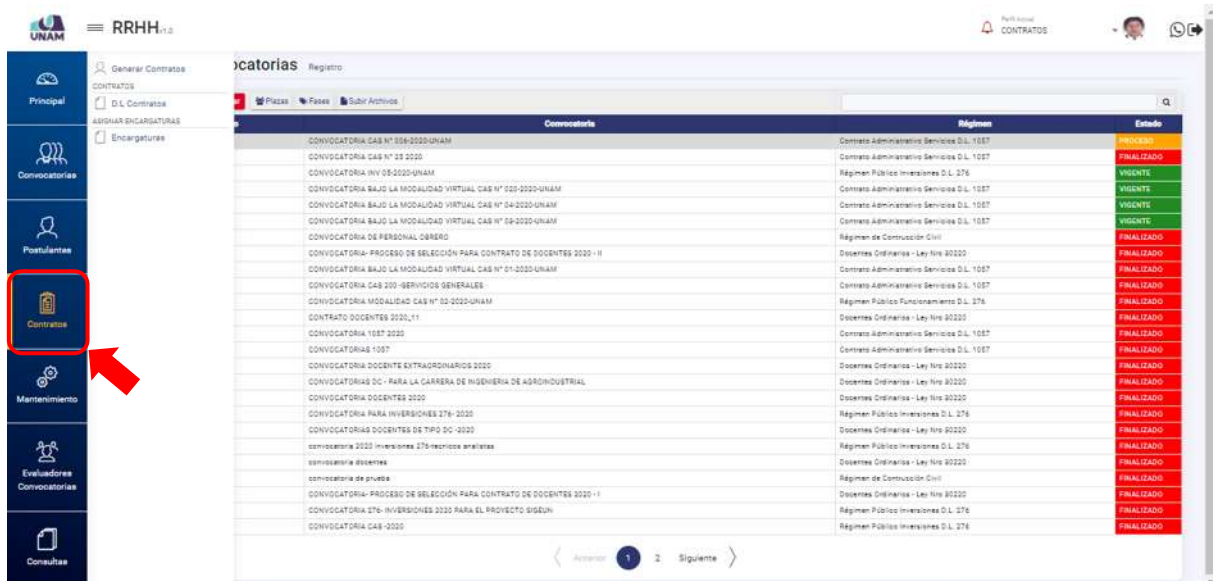 UNAM
RRHH v1.0
Perfil Actual
CONTRATOS
Principal
Convocatorias
Postulantes
Contratos
Mantenimiento
Evaluadores
Convocatorias
Consultas
Generar Contratos
CONTRATOS
D.L Contratos
ASIGNAR ENCARGATURAS
Encargaturas
ocatorias Registro
Plazas Fases Subir Archivos
Convocatoria Régimen Estado
CONVOCATORIA CAS N° 006-2020-UNAM Contrato Administrativo Servicios D.L. 1057 PROCESO
CONVOCATORIA CAS N° 23 2020 Contrato Administrativo Servicios D.L. 1057 FINALIZADO
CONVOCATORIA INV 05-2020-UNAM Régimen Público Inversiones D.L. 276 VIGENTE
CONVOCATORIA BAJO LA MODALIDAD VIRTUAL CAS N° 020-2020-UNAM Contrato Administrativo Servicios D.L. 1057 VIGENTE
CONVOCATORIA BAJO LA MODALIDAD VIRTUAL CAS N° 04-2020-UNAM Contrato Administrativo Servicios D.L. 1057 VIGENTE
CONVOCATORIA BAJO LA MODALIDAD VIRTUAL CAS N° 03-2020-UNAM Contrato Administrativo Servicios D.L. 1057 VIGENTE
CONVOCATORIA DE PERSONAL OBRERO Régimen de Contrucción Civil FINALIZADO
CONVOCATORIA- PROCESO DE SELECCIÓN PARA CONTRATO DE DOCENTES 2020 - II Docentes Ordinarios - Ley Nro 30220 FINALIZADO
CONVOCATORIA BAJO LA MODALIDAD VIRTUAL CAS N° 01-2020-UNAM Contrato Administrativo Servicios D.L. 1057 FINALIZADO
CONVOCATORIA CAS 200 -SERVICIOS GENERALES Contrato Administrativo Servicios D.L. 1057 FINALIZADO
CONVOCATORIA MODALIDAD CAS N° 02-2020-UNAM Régimen Público Funcionamiento D.L. 276 FINALIZADO
CONTRATO DOCENTES 2020_11 Docentes Ordinarios - Ley Nro 30220 FINALIZADO
CONVOCATORIA 1057 2020 Contrato Administrativo Servicios D.L. 1057 FINALIZADO
CONVOCATORIAS 1057 Contrato Administrativo Servicios D.L. 1057 FINALIZADO
CONVOCATORIA DOCENTE EXTRAORDINARIOS 2020 Docentes Ordinarios - Ley Nro 30220 FINALIZADO
CONVOCATORIAS DC - PARA LA CARRERA DE INGENIERIA DE AGROINDUSTRIAL Docentes Ordinarios - Ley Nro 30220 FINALIZADO
CONVOCATORIA DOCENTES 2020 Docentes Ordinarios - Ley Nro 30220 FINALIZADO
CONVOCATORIA PARA INVERSIONES 276- 2020 Régimen Público Inversiones D.L. 276 FINALIZADO
CONVOCATORIAS DOCENTES DE TIPO DC -2020 Docentes Ordinarios - Ley Nro 30220 FINALIZADO
convocatoria 2020 inversiones 276-tecnicos analistas Régimen Público Inversiones D.L. 276 FINALIZADO
convocatoria docentes Docentes Ordinarios - Ley Nro 30220 FINALIZADO
convocatoria de prueba Régimen de Contrucción Civil FINALIZADO
CONVOCATORIA- PROCESO DE SELECCIÓN PARA CONTRATO DE DOCENTES 2020 - I Docentes Ordinarios - Ley Nro 30220 FINALIZADO
CONVOCATORIA 276- INVERSIONES 2020 PARA EL PROYECTO SIGEUN Régimen Público Inversiones D.L. 276 FINALIZADO
CONVOCATORIA CAS -2020 Régimen Público Inversiones D.L. 276 FINALIZADO
Anterior 1 2 Siguiente